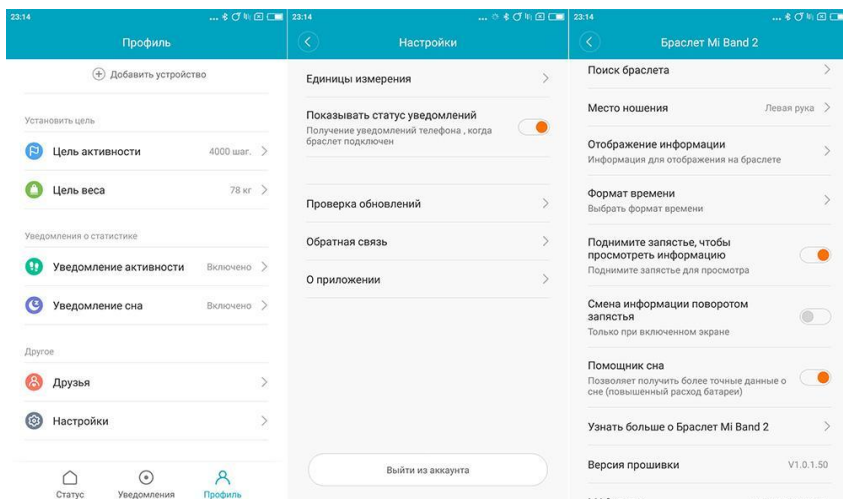 23:14
...
Профиль
Добавить устройство
Установить цель
Цель активности 4000 шаг.
Цель веса 78 кг
Уведомления о статистике
Уведомление активности Включено
Уведомление сна Включено
Другое
Друзья
Настройки
Статус Уведомления Профиль
23:14
...
Настройки
Единицы измерения
Показывать статус уведомлений
Получение уведомлений телефона , когда
браслет подключен
Проверка обновлений
Обратная связь
О приложении
Выйти из аккаунта
23:14
...
Браслет Mi Band 2
Поиск браслета
Место ношения Левая рука
Отображение информации
Информация для отображения на браслете
Формат времени
Выбрать формат времени
Поднимите запястье, чтобы
просмотреть информацию
Поднимите запястье для просмотра
Смена информации поворотом
запястья
Только при включенном экране
Помощник сна
Позволяет получить более точные данные о
сне (повышенный расход батареи)
Узнать больше о Браслет Mi Band 2
Версия прошивки V1.0.1.50